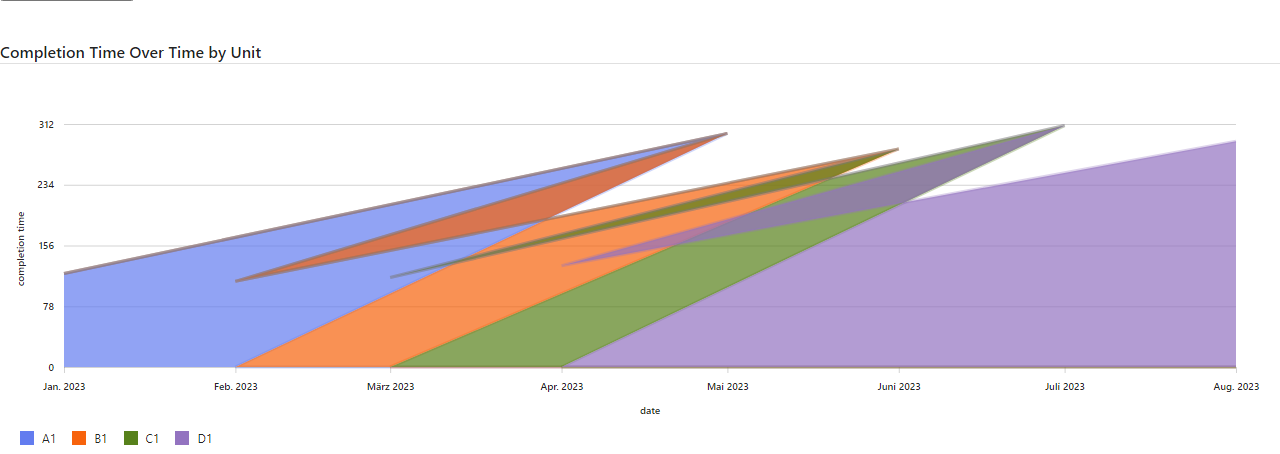 Completion Time Over Time by Unit
312
234
156
78
0
completion time
Jan. 2023 Feb. 2023 März 2023 Apr. 2023 Mai 2023 Juni 2023 Juli 2023 Aug. 2023
date
A1 B1 C1 D1